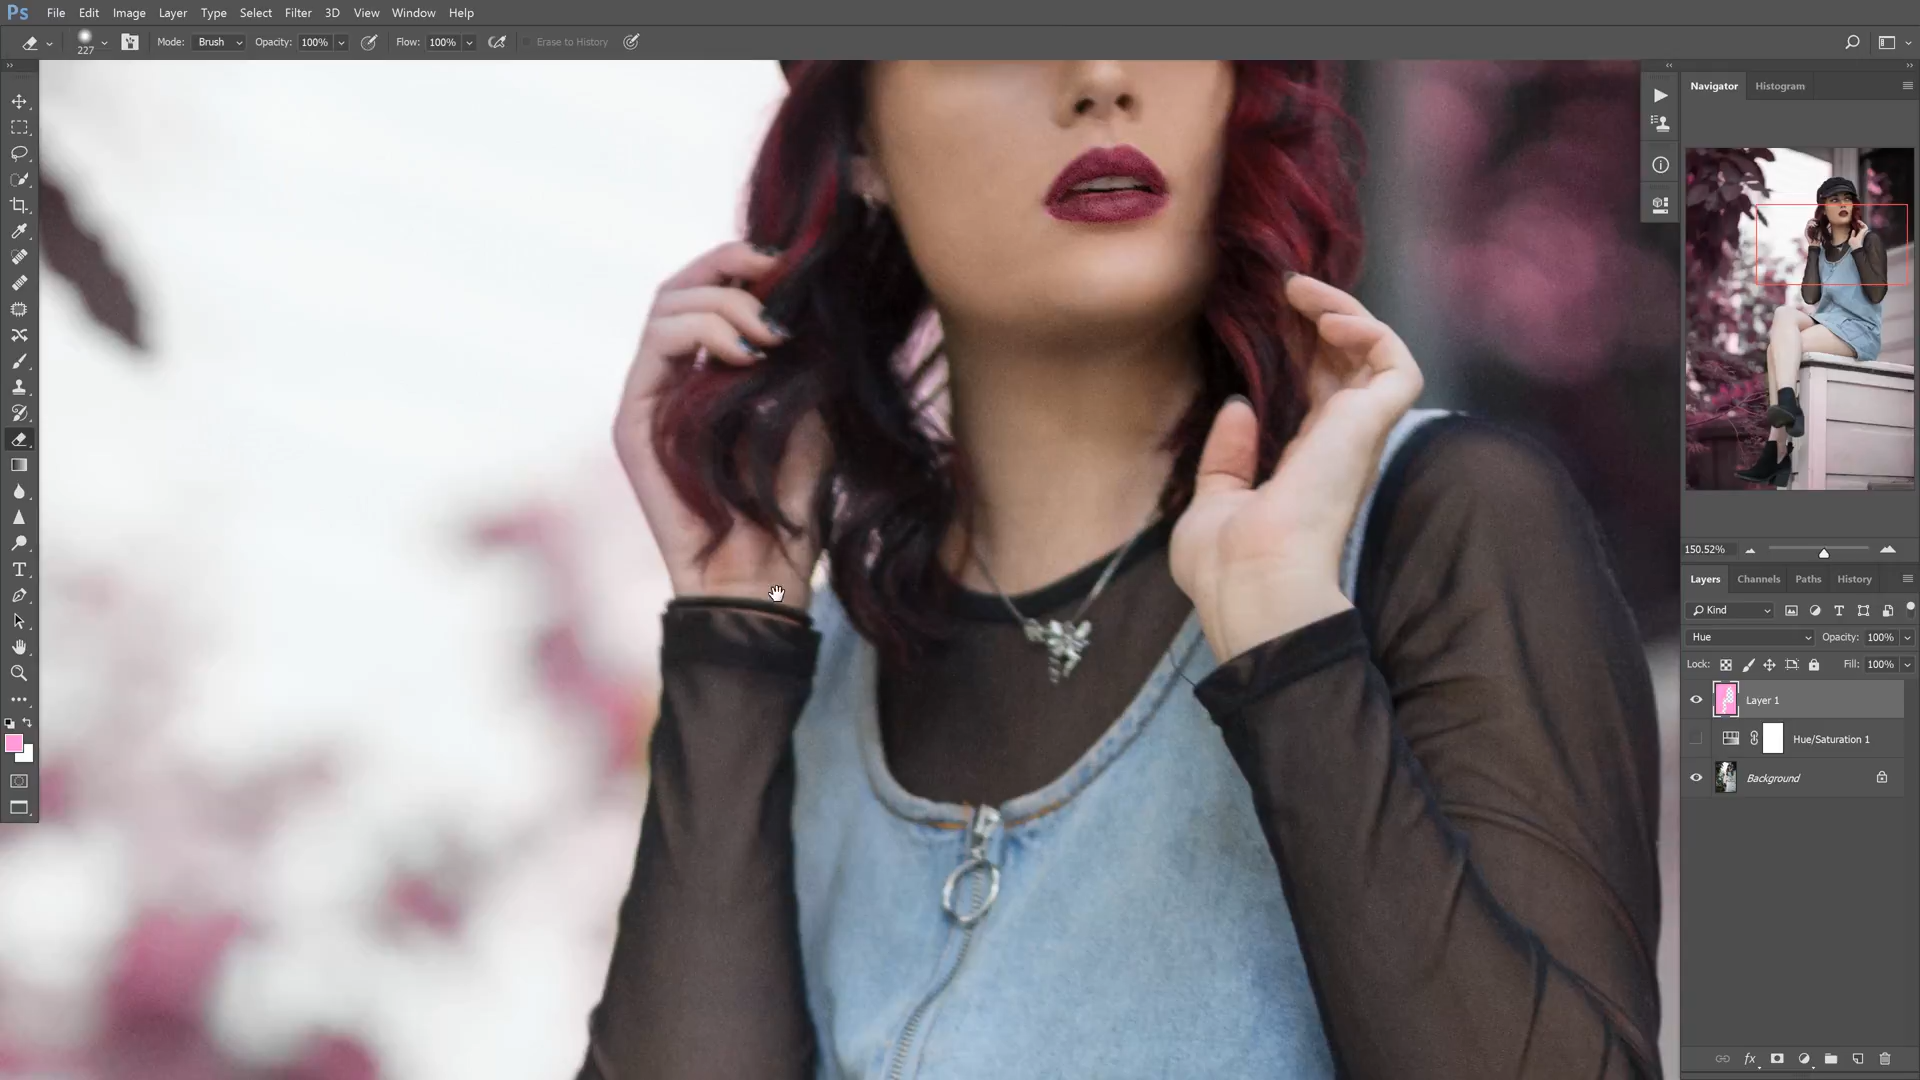 Ps File Edit Image Layer Type Select Filter 3D View Window Help
227 Mode: Brush Opacity: 100% Flow: 100% Erase to History
Navigator Histogram
150.52%
Layers Channels Paths History
Kind
Hue Opacity: 100%
Lock: Fill: 100%
Layer 1
Hue/Saturation 1
Background
fx